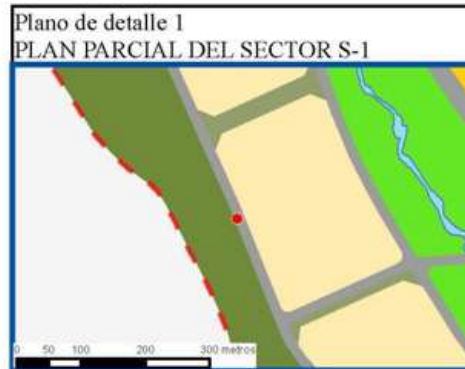 Plano de detalle 1
PLAN PARCIAL DEL SECTOR S-1
0 50 100 200 300 metros